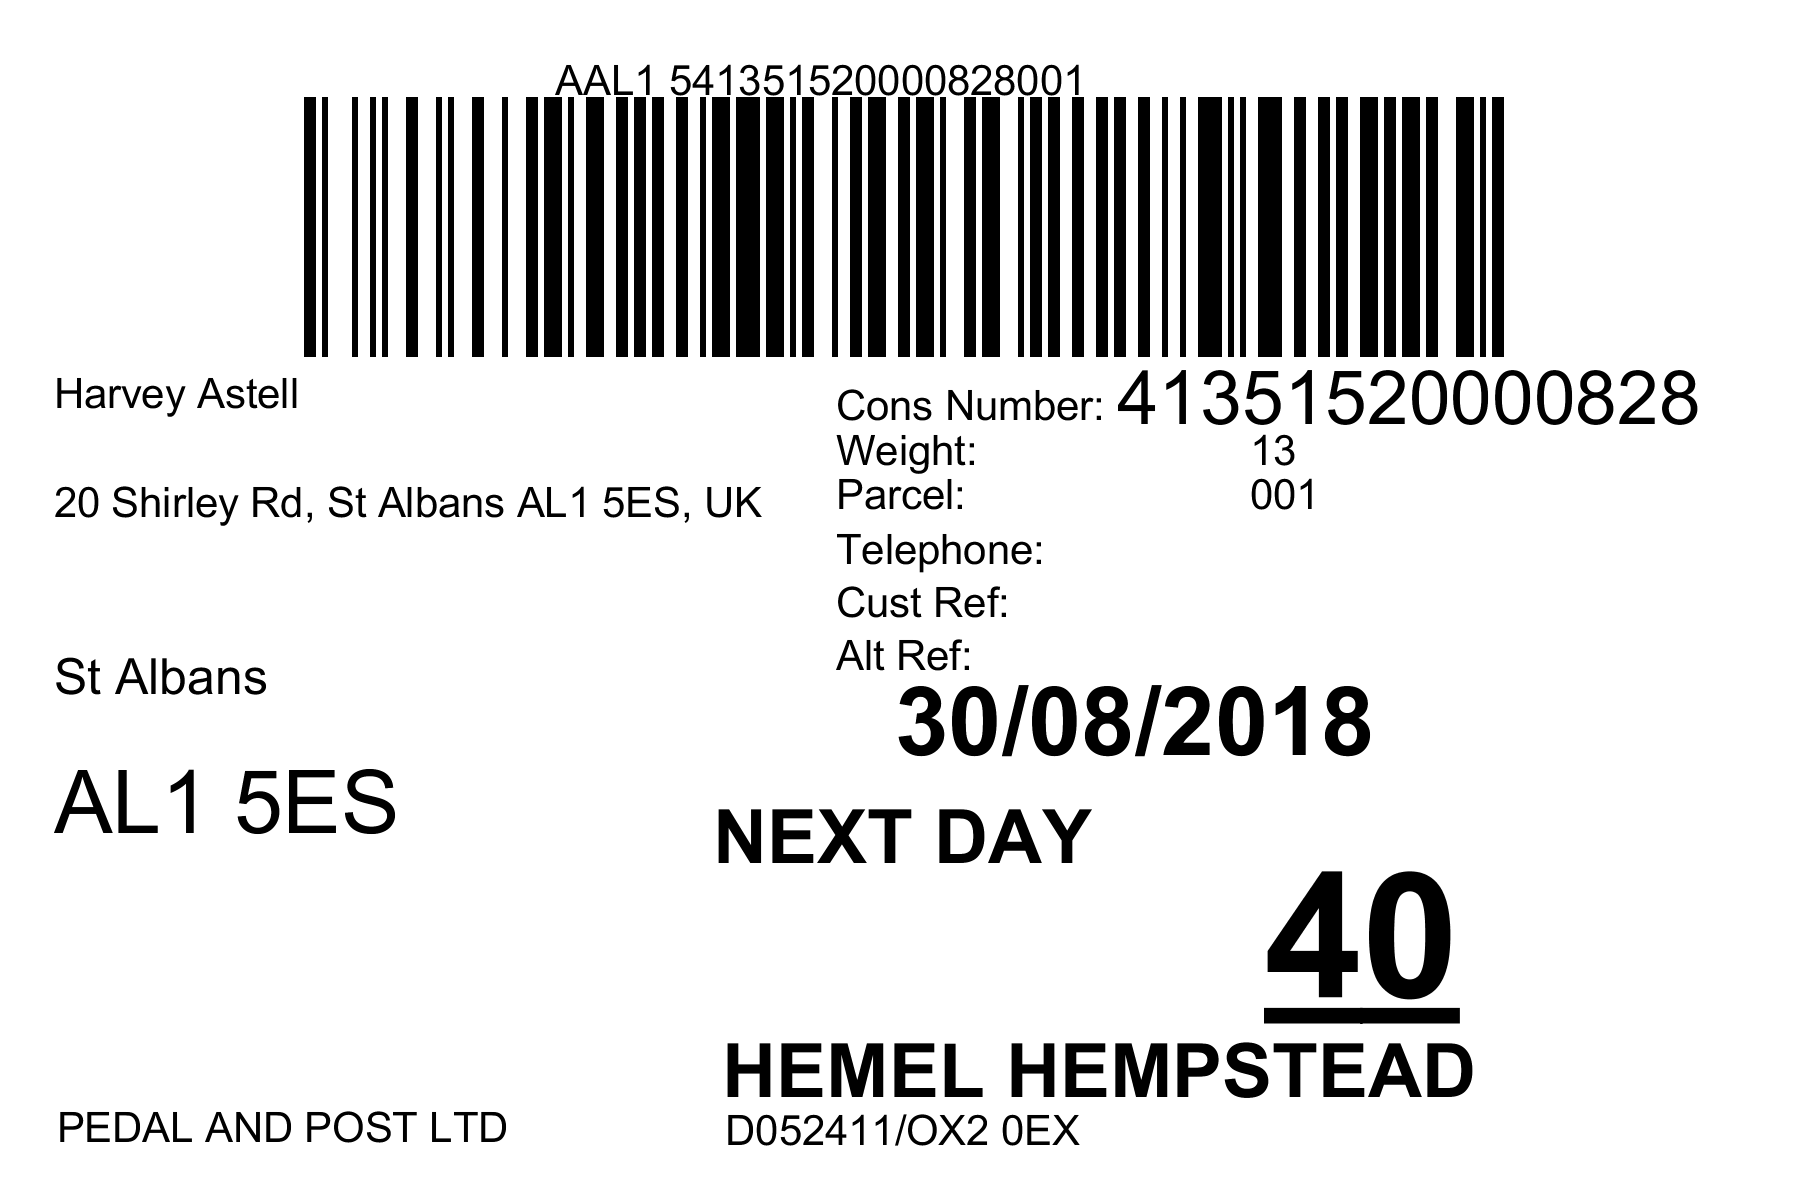 AAL1 541351520000828001
Harvey Astell
Cons Number: 41351520000828
Weight: 13
20 Shirley Rd, St Albans AL1 5ES, UK
Parcel: 001
Telephone:
Cust Ref:
Alt Ref:
St Albans
30/08/2018
AL1 5ES
NEXT DAY
40
HEMEL HEMPSTEAD
PEDAL AND POST LTD
D052411/OX2 0EX